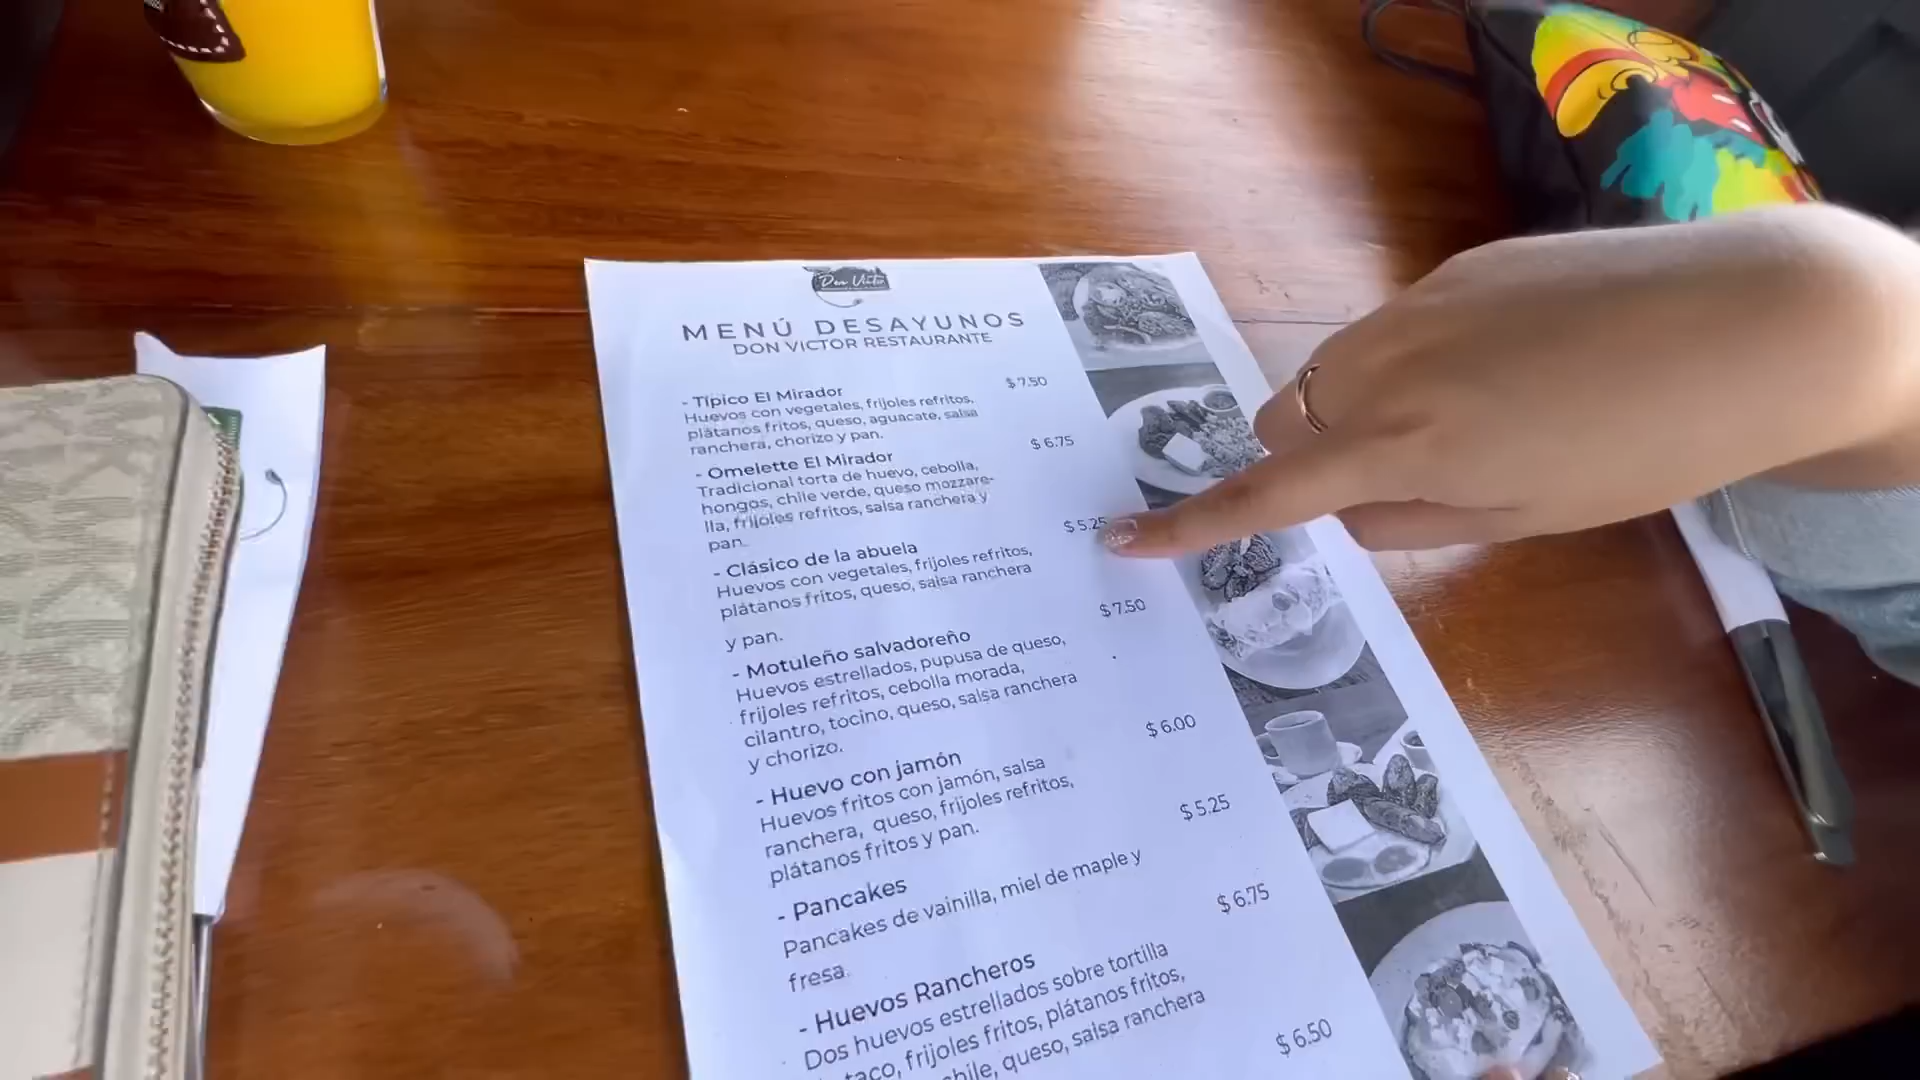 Don Victor
MENÚ DESAYUNOS
DON VICTOR RESTAURANTE
- Típico El Mirador $ 7.50
Huevos con vegetales, frijoles refritos,
plátanos fritos, queso, aguacate, salsa
ranchera, chorizo y pan.
- Omelette El Mirador $ 6.75
Tradicional torta de huevo, cebolla,
hongos, chile verde, queso mozzare-
lla, frijoles refritos, salsa ranchera y
pan.
- Clásico de la abuela $ 5.25
Huevos con vegetales, frijoles refritos,
plátanos fritos, queso, salsa ranchera
y pan.
- Motuleño salvadoreño $ 7.50
Huevos estrellados, pupusa de queso,
frijoles refritos, cebolla morada,
cilantro, tocino, queso, salsa ranchera
y chorizo.
- Huevo con jamón $ 6.00
Huevos fritos con jamón, salsa
ranchera, queso, frijoles refritos,
plátanos fritos y pan.
- Pancakes $ 5.25
Pancakes de vainilla, miel de maple y
fresa.
- Huevos Rancheros $ 6.75
Dos huevos estrellados sobre tortilla
taco, frijoles fritos, plátanos fritos,
chile, queso, salsa ranchera
$ 6.50